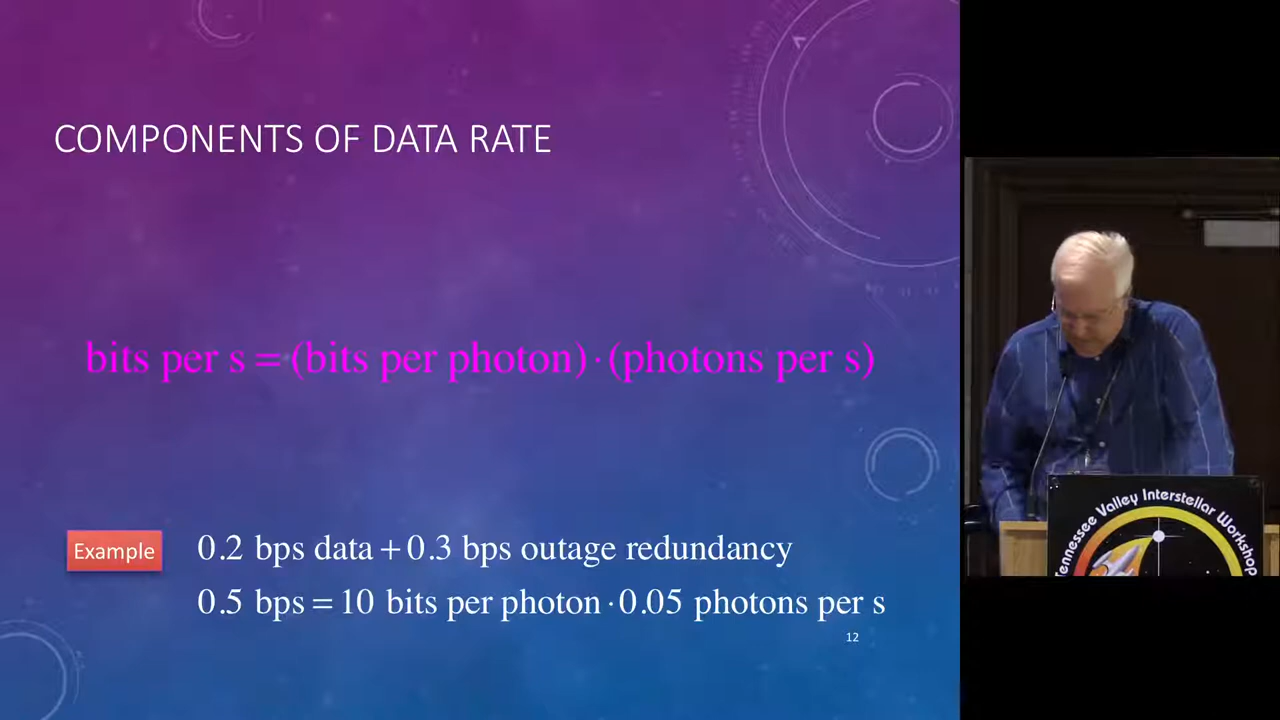 COMPONENTS OF DATA RATE
bits per s = (bits per photon) · (photons per s)
Example
0.2 bps data + 0.3 bps outage redundancy
0.5 bps = 10 bits per photon · 0.05 photons per s
12
Tennessee Valley Interstellar Workshop